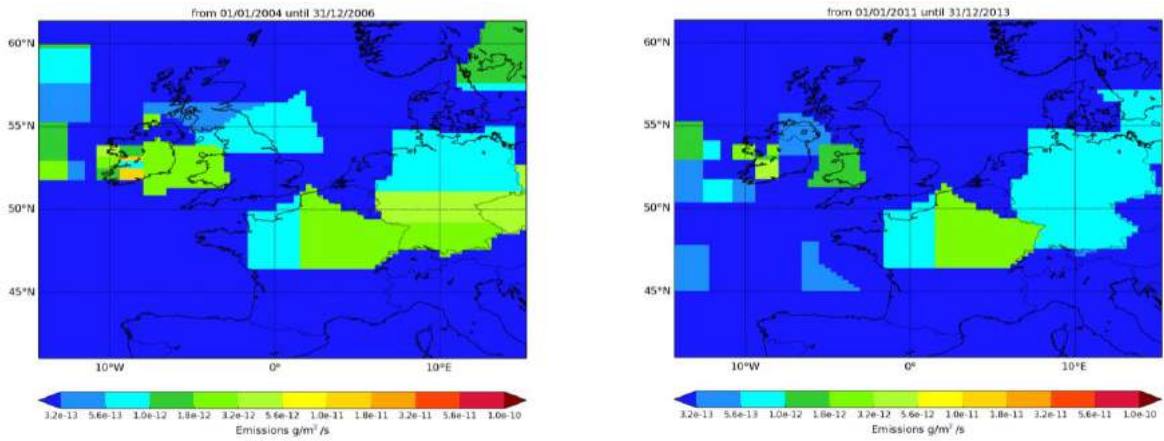 from 01/01/2004 until 31/12/2006
60°N
55°N
50°N
45°N
10°W
0°
10°E
3.2e-13 5.6e-13 1.0e-12 1.8e-12 3.2e-12 5.6e-12 1.0e-11 1.8e-11 3.2e-11 1.0e-10
Emissions g/m²/s
from 01/01/2011 until 31/12/2013
60°N
55°N
50°N
45°N
10°W
0°
10°E
3.2e-13 5.6e-13 1.0e-12 1.8e-12 3.2e-12 5.6e-12 1.0e-11 1.8e-11 3.2e-11 5.6e-11 1.0e-10
Emissions g/m²/s